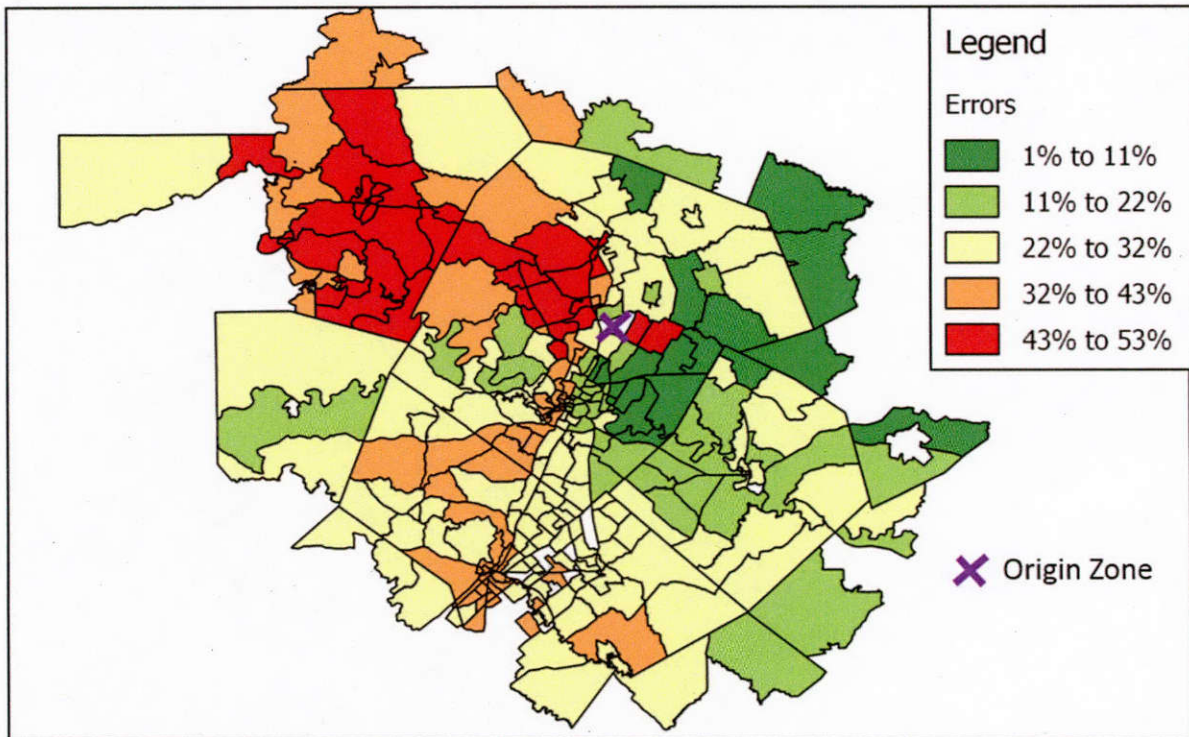 Legend
Errors
1% to 11%
11% to 22%
22% to 32%
32% to 43%
43% to 53%
Origin Zone